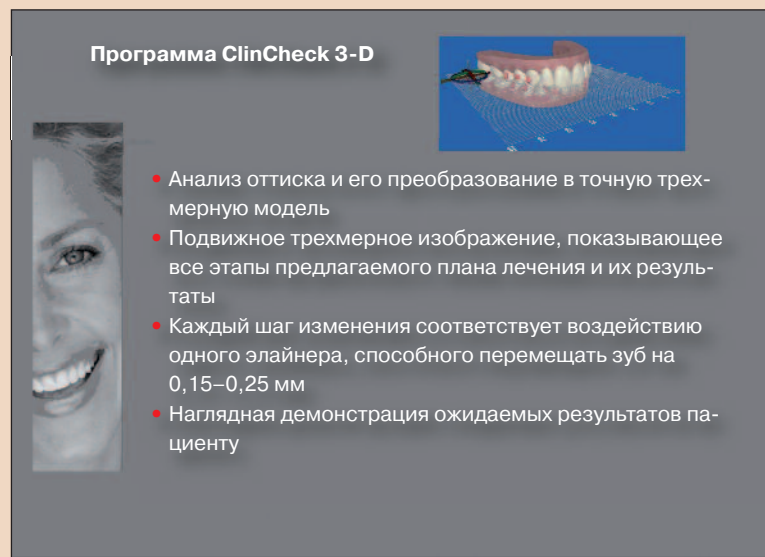 Программа ClinCheck 3-D
• Анализ оттиска и его преобразование в точную трех-
мерную модель
• Подвижное трехмерное изображение, показывающее
все этапы предлагаемого плана лечения и их резуль-
таты
• Каждый шаг изменения соответствует воздействию
одного элайнера, способного перемещать зуб на
0,15–0,25 мм
• Наглядная демонстрация ожидаемых результатов па-
циенту